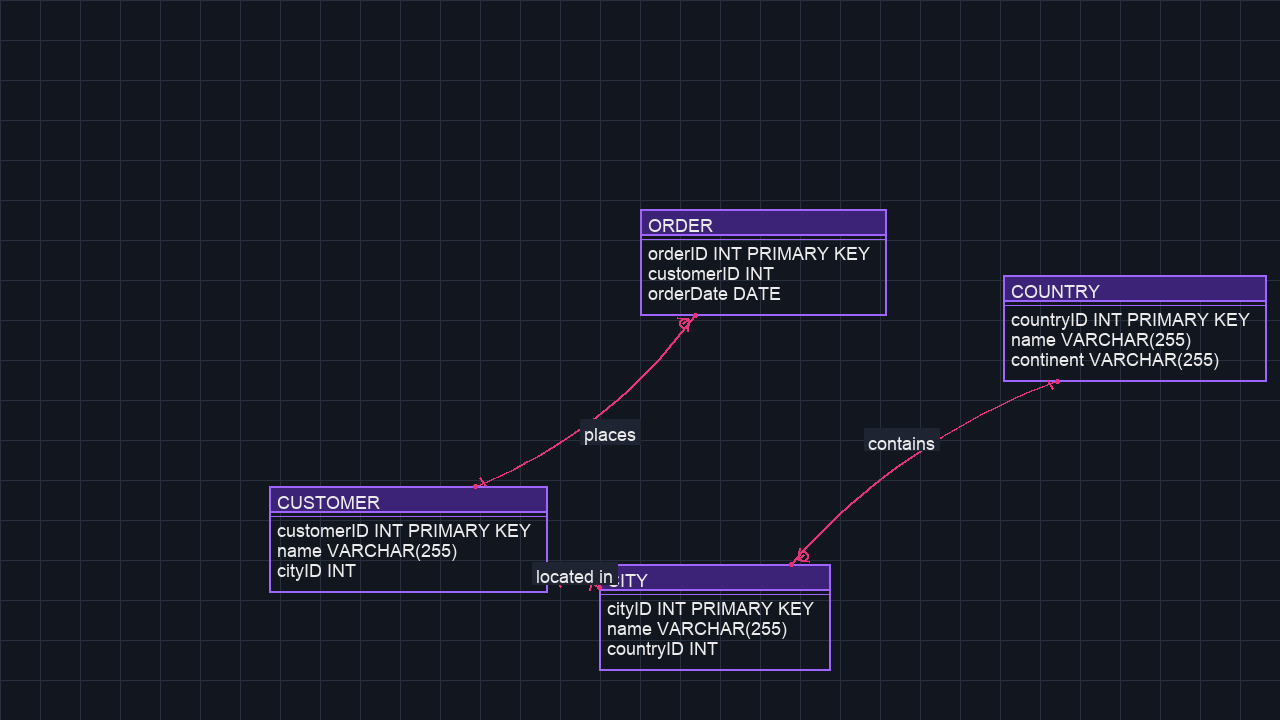 ORDER
orderID INT PRIMARY KEY
customerID INT
orderDate DATE
COUNTRY
countryID INT PRIMARY KEY
name VARCHAR(255)
continent VARCHAR(255)
places
contains
CUSTOMER
customerID INT PRIMARY KEY
name VARCHAR(255)
cityID INT
located in
CITY
cityID INT PRIMARY KEY
name VARCHAR(255)
countryID INT